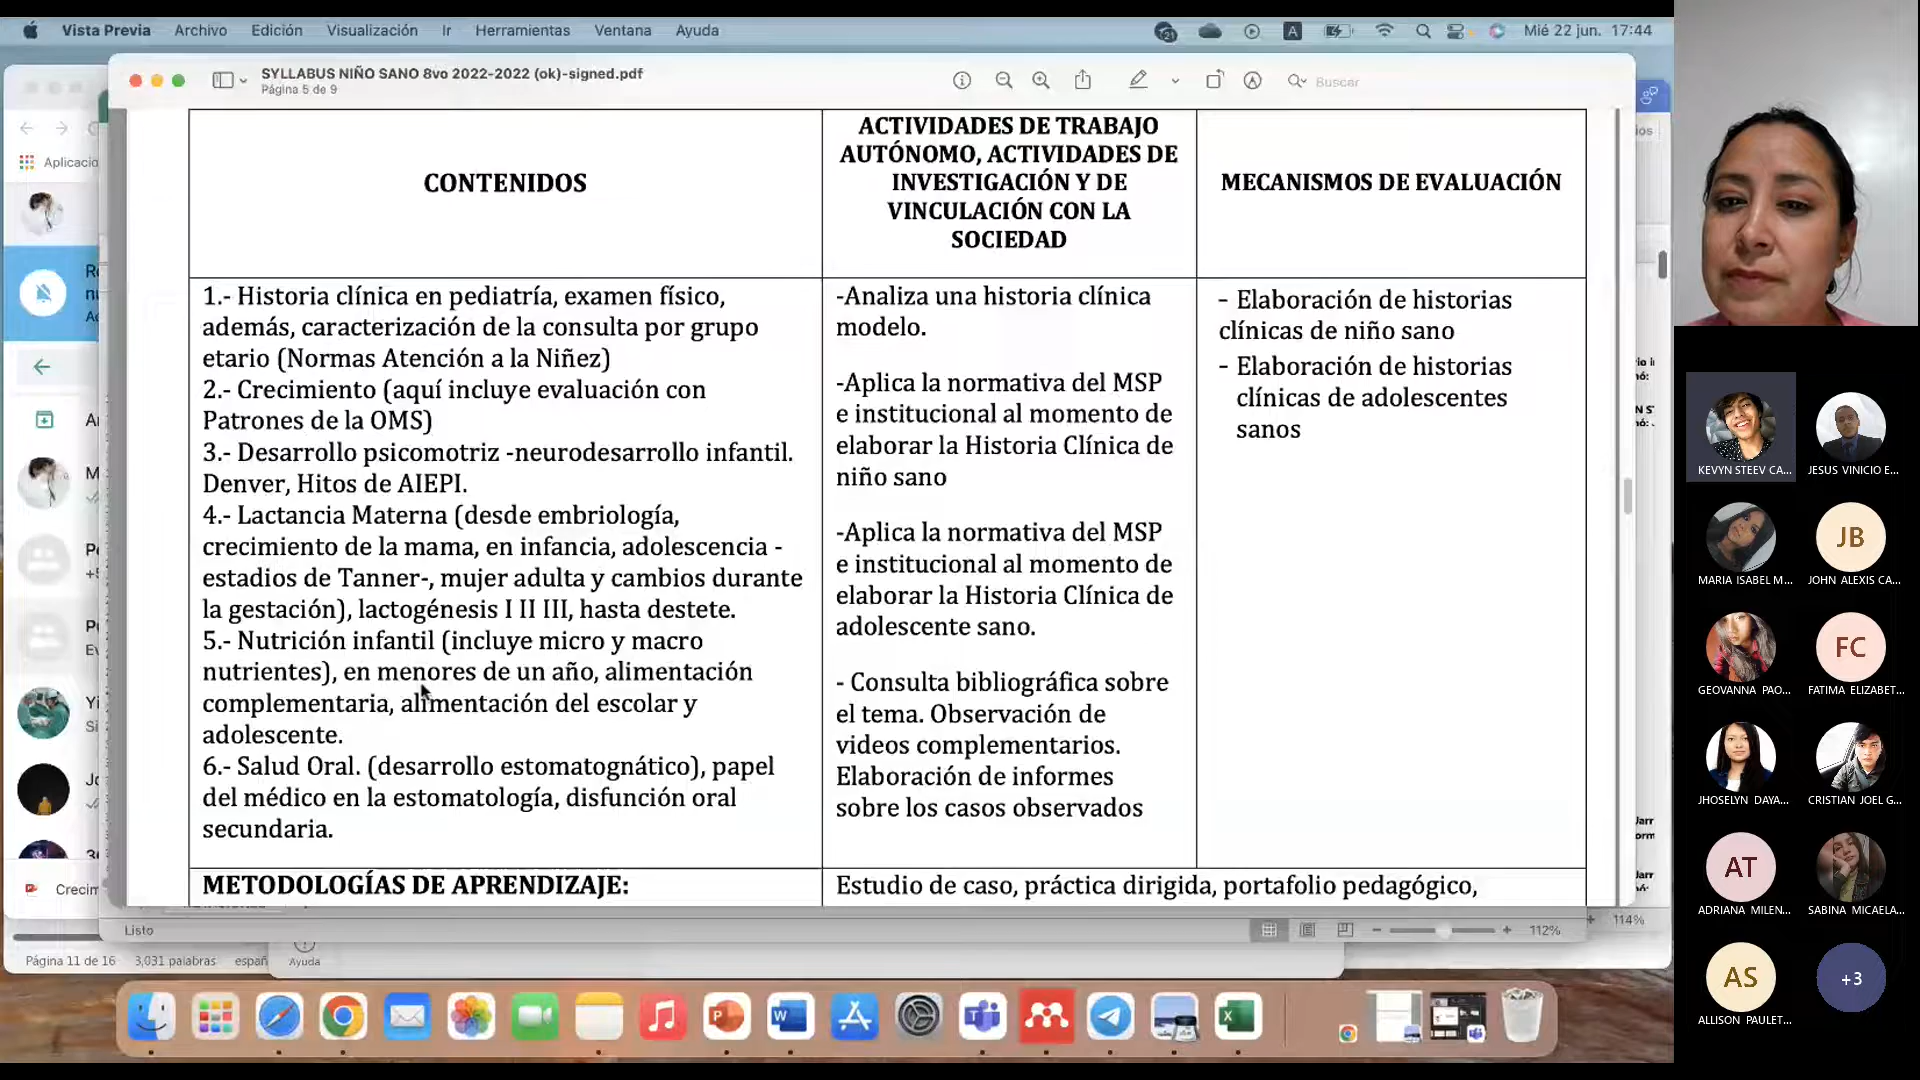 Vista Previa Archivo Edición Visualización Ir Herramientas Ventana Ayuda
21 A Mié 22 jun. 17:44
SYLLABUS NIÑO SANO 8vo 2022-2022 (ok)-signed.pdf
Página 5 de 9
Buscar
Aplicacio
CONTENIDOS
ACTIVIDADES DE TRABAJO
AUTÓNOMO, ACTIVIDADES DE
INVESTIGACIÓN Y DE
VINCULACIÓN CON LA
SOCIEDAD
MECANISMOS DE EVALUACIÓN
1.- Historia clínica en pediatría, examen físico,
además, caracterización de la consulta por grupo
etario (Normas Atención a la Niñez)
2.- Crecimiento (aquí incluye evaluación con
Patrones de la OMS)
3.- Desarrollo psicomotriz -neurodesarrollo infantil.
Denver, Hitos de AIEPI.
4.- Lactancia Materna (desde embriología,
crecimiento de la mama, en infancia, adolescencia -
estadios de Tanner-, mujer adulta y cambios durante
la gestación), lactogénesis I II III, hasta destete.
5.- Nutrición infantil (incluye micro y macro
nutrientes), en menores de un año, alimentación
complementaria, alimentación del escolar y
adolescente.
6.- Salud Oral. (desarrollo estomatognático), papel
del médico en la estomatología, disfunción oral
secundaria.
-Analiza una historia clínica
modelo.
-Aplica la normativa del MSP
e institucional al momento de
elaborar la Historia Clínica de
niño sano
-Aplica la normativa del MSP
e institucional al momento de
elaborar la Historia Clínica de
adolescente sano.
- Consulta bibliográfica sobre
el tema. Observación de
videos complementarios.
Elaboración de informes
sobre los casos observados
- Elaboración de historias
clínicas de niño sano
- Elaboración de historias
clínicas de adolescentes
sanos
METODOLOGÍAS DE APRENDIZAJE:
Estudio de caso, práctica dirigida, portafolio pedagógico,
Crecim
Listo
112%
114%
Página 11 de 16 3,031 palabras españ
Ayuda
KEVYN STEEV CA...
JESUS VINICIO E...
MARIA ISABEL M...
JB
JOHN ALEXIS CA...
GEOVANNA PAO...
FC
FATIMA ELIZABET...
JHOSELYN DAYA...
CRISTIAN JOEL G...
AT
ADRIANA MILEN...
SABINA MICAELA...
AS
ALLISON PAULET...
+3